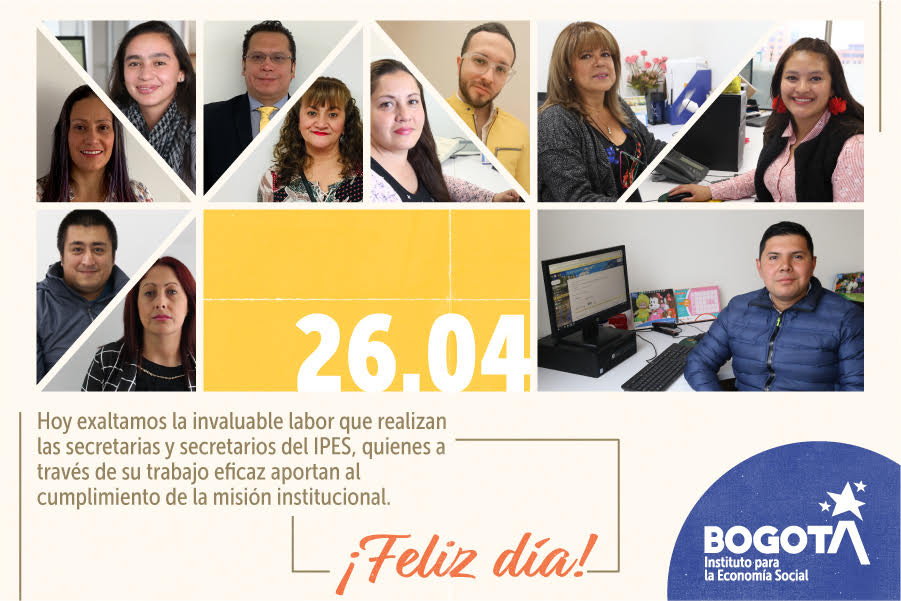 26.04
Hoy exaltamos la invaluable labor que realizan
las secretarias y secretarios del IPES, quienes a
través de su trabajo eficaz aportan al
cumplimiento de la misión institucional.
¡Feliz día!
BOGOTA
Instituto para
la Economía Social